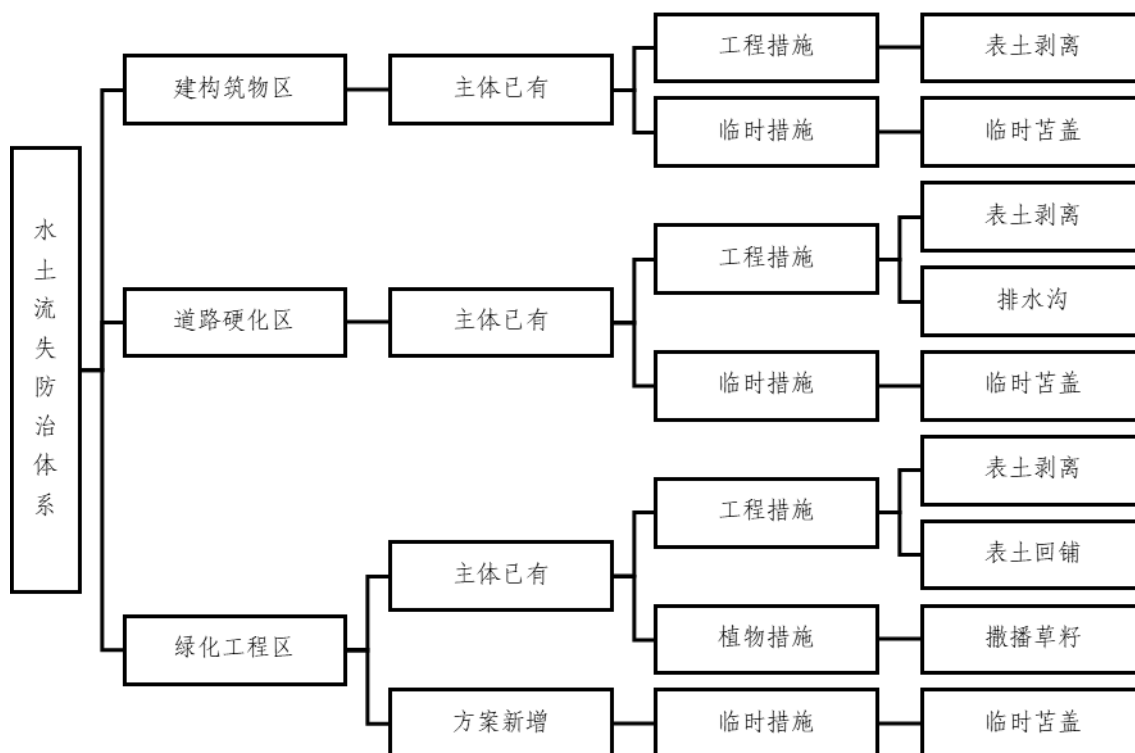 水土流失防治体系
建构筑物区
主体已有
工程措施
表土剥离
临时措施
临时苫盖
道路硬化区
主体已有
工程措施
表土剥离
排水沟
临时措施
临时苫盖
绿化工程区
主体已有
工程措施
表土剥离
表土回铺
植物措施
撒播草籽
方案新增
临时措施
临时苫盖